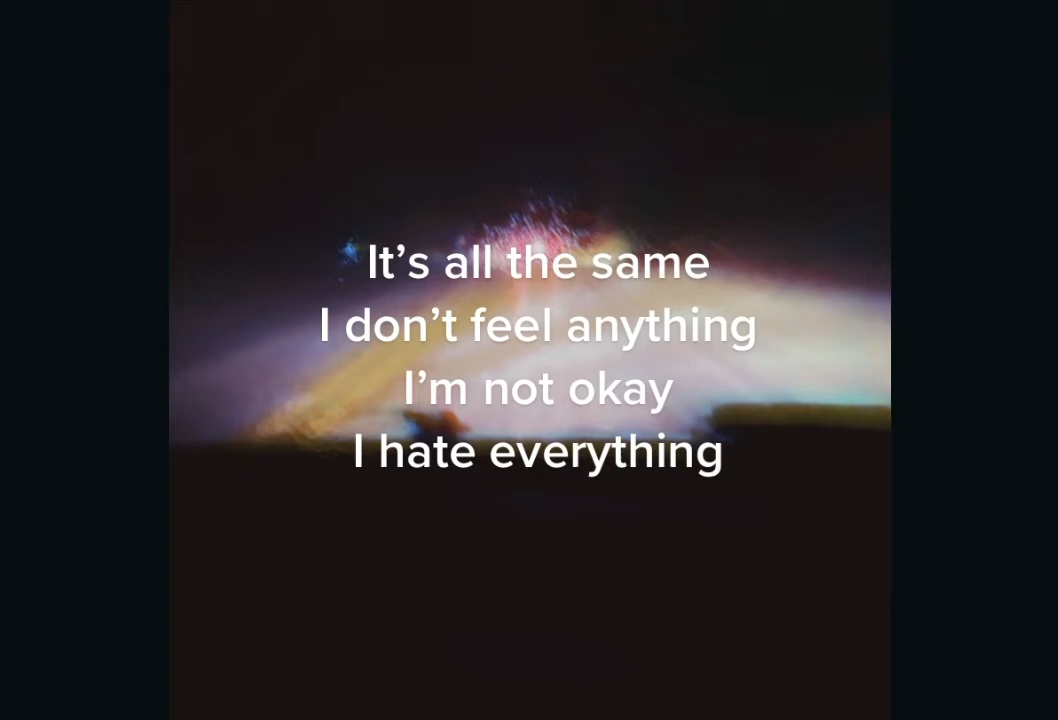 It’s all the same
I don’t feel anything
I’m not okay
I hate everything